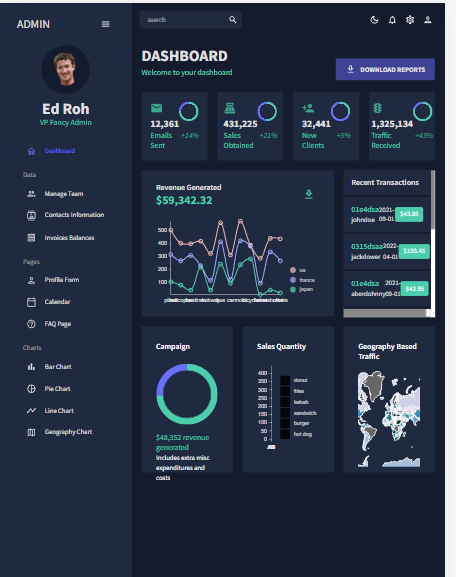 ADMIN
search
Ed Roh
VP Fancy Admin
DASHBOARD
Welcome to your dashboard
DOWNLOAD REPORTS
Dashboard
Data
Manage Team
Contacts Information
Invoices Balances
Pages
Profile Form
Calendar
FAQ Page
Charts
Bar Chart
Pie Chart
Line Chart
Geography Chart
12,361
Emails
Sent
+14%
431,225
Sales
Obtained
+21%
32,441
New
Clients
+5%
1,325,134
Traffic
Received
+43%
Revenue Generated
$59,342.32
500
400
300
200
100
us
france
japan
Recent Transactions
01e4dsa
johndoe
2021-
09-01
$43.95
0315dsaa
jackdower
2022-
04-01
$133.45
01e4dsa
aberdohnny
2021-
09-01
$43.95
Campaign
$48,352 revenue
generated
Includes extra misc
expenditures and
costs
Sales Quantity
400
350
300
250
200
150
100
50
0
donut
fries
kebab
sandwich
burger
hot dog
Geography Based
Traffic